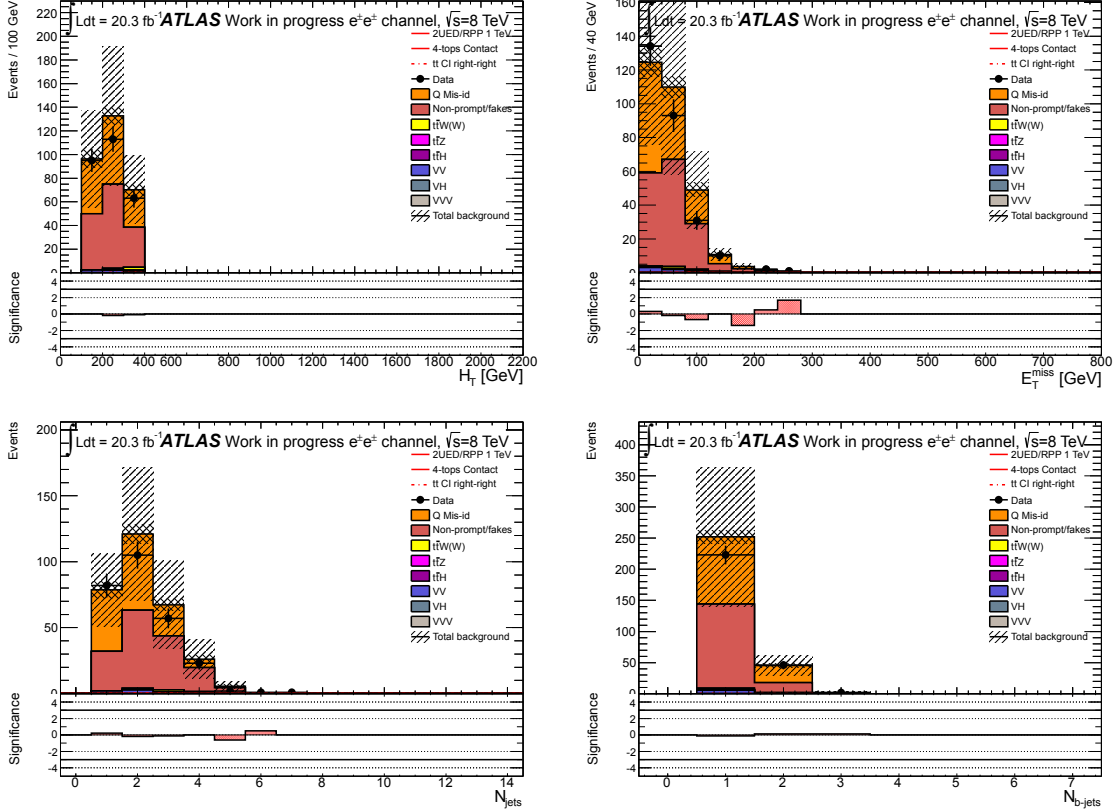 ∫ Ldt = 20.3 fb⁻¹ ATLAS Work in progress e±e± channel, √s=8 TeV
Events / 100 GeV
220
200
180
160
140
120
100
80
60
40
20
0
2UED/RPP 1 TeV
4-tops Contact
tt CI right-right
Data
Q Mis-id
Non-prompt/fakes
tt̄W(W)
tt̄Z
tt̄H
VV
VH
VVV
Total background
Significance
4
2
0
-2
-4
0 200 400 600 800 1000 1200 1400 1600 1800 2000 2200
H_T [GeV]
∫ Ldt = 20.3 fb⁻¹ ATLAS Work in progress e±e± channel, √s=8 TeV
Events / 40 GeV
160
140
120
100
80
60
40
20
0
2UED/RPP 1 TeV
4-tops Contact
tt CI right-right
Data
Q Mis-id
Non-prompt/fakes
tt̄W(W)
tt̄Z
tt̄H
VV
VH
VVV
Total background
Significance
4
2
0
-2
-4
0 100 200 300 400 500 600 700 800
E_T^miss [GeV]
∫ Ldt = 20.3 fb⁻¹ ATLAS Work in progress e±e± channel, √s=8 TeV
Events
200
150
100
50
0
2UED/RPP 1 TeV
4-tops Contact
tt CI right-right
Data
Q Mis-id
Non-prompt/fakes
tt̄W(W)
tt̄Z
tt̄H
VV
VH
VVV
Total background
Significance
4
2
0
-2
-4
0 2 4 6 8 10 12 14
N_jets
∫ Ldt = 20.3 fb⁻¹ ATLAS Work in progress e±e± channel, √s=8 TeV
Events
400
350
300
250
200
150
100
50
0
2UED/RPP 1 TeV
4-tops Contact
tt CI right-right
Data
Q Mis-id
Non-prompt/fakes
tt̄W(W)
tt̄Z
tt̄H
VV
VH
VVV
Total background
Significance
4
2
0
-2
-4
0 1 2 3 4 5 6 7
N_b-jets